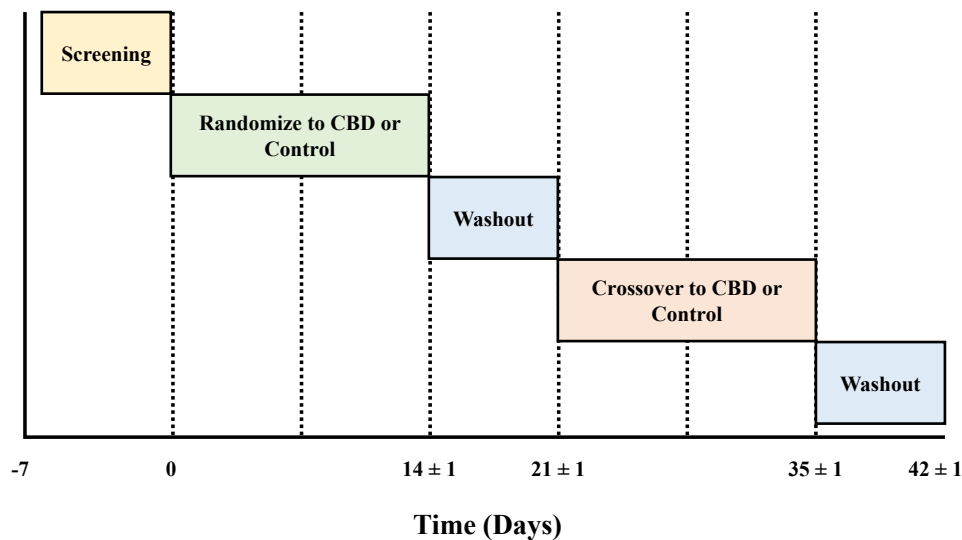 Screening
Randomize to CBD or
Control
Washout
Crossover to CBD or
Control
Washout
-7 0 14 ± 1 21 ± 1 35 ± 1 42 ± 1
Time (Days)